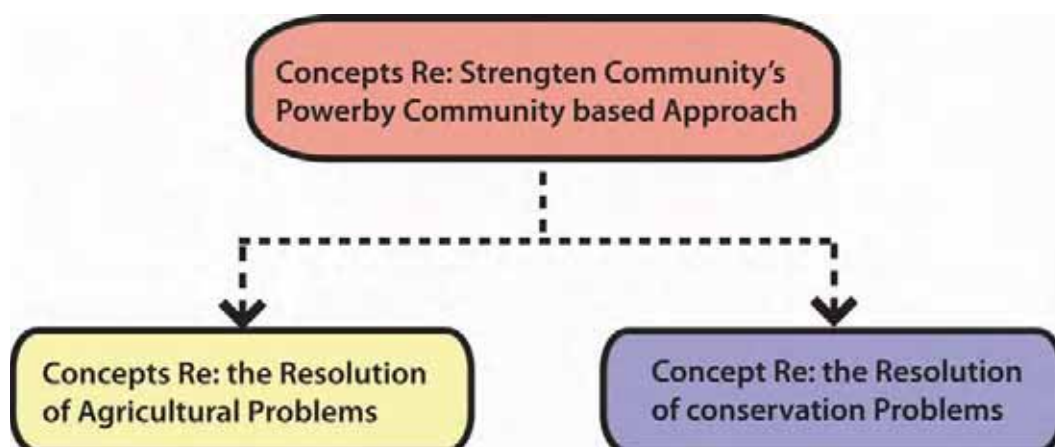 Concepts Re: Strengten Community's
Powerby Community based Approach
Concepts Re: the Resolution
of Agricultural Problems
Concept Re: the Resolution
of conservation Problems